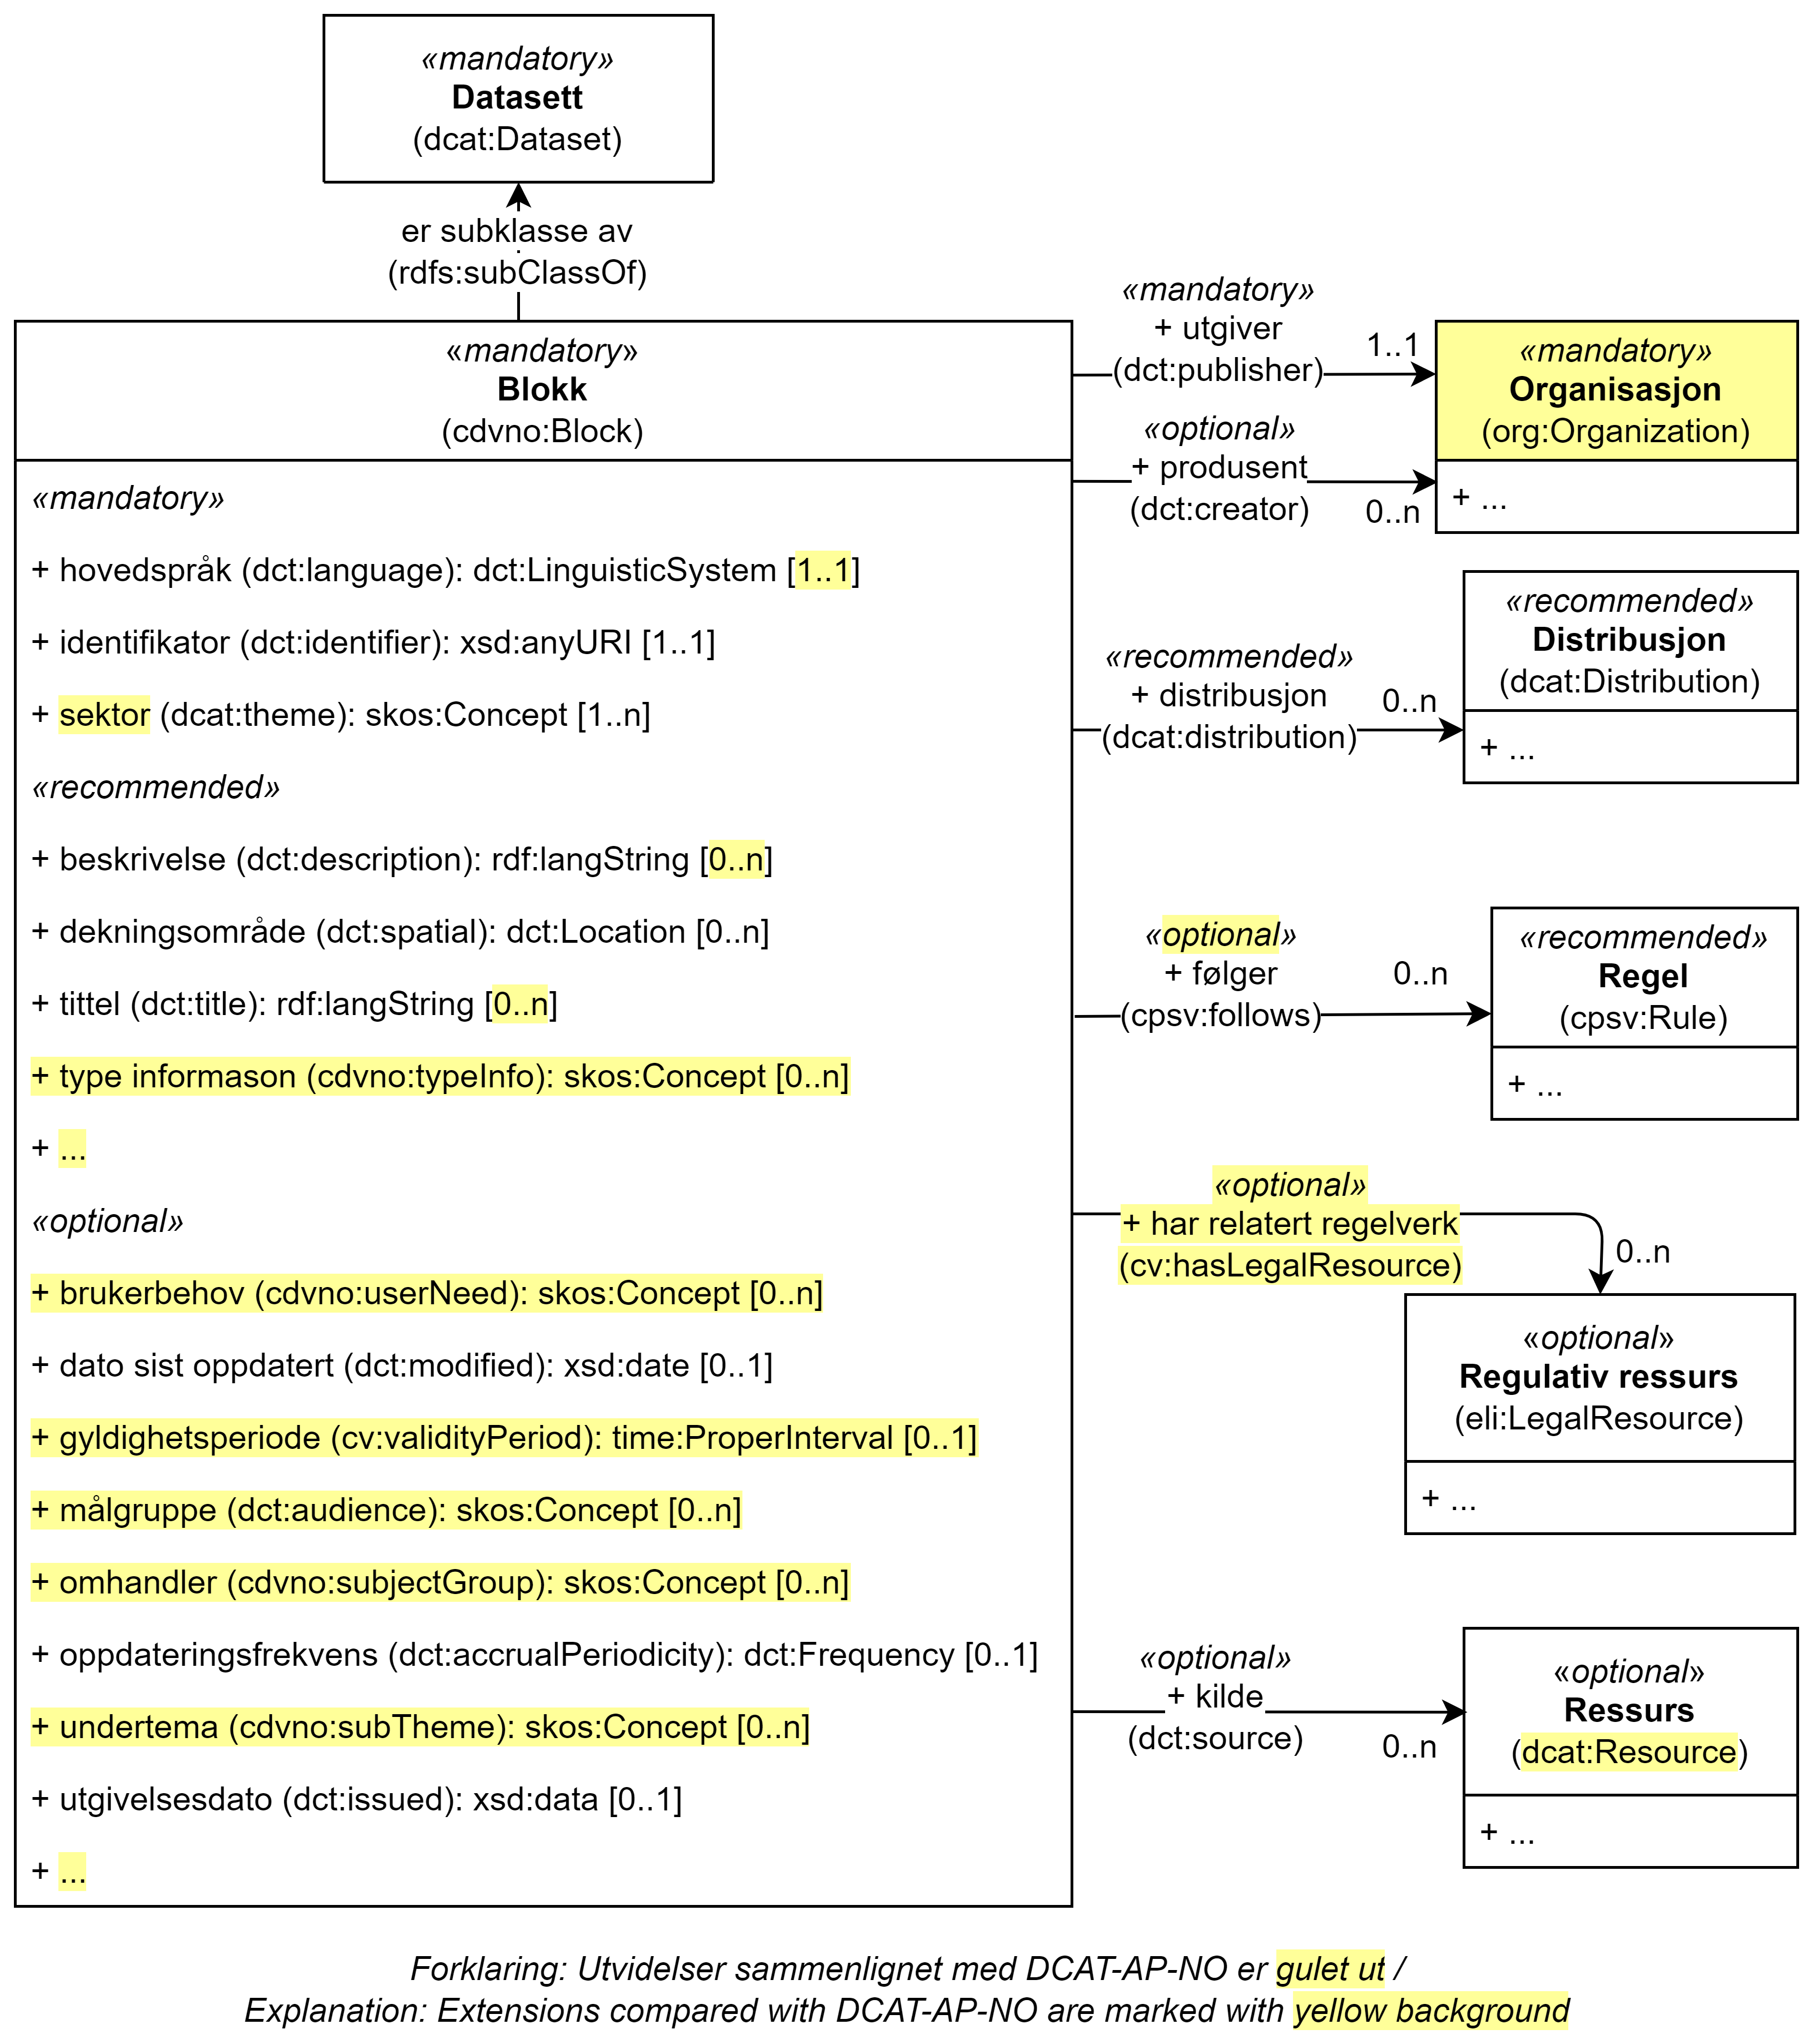 «mandatory»
Datasett
(dcat:Dataset)
er subklasse av
(rdfs:subClassOf)
«mandatory»
Blokk
(cdvno:Block)
«mandatory»
+ hovedspråk (dct:language): dct:LinguisticSystem [1..1]
+ identifikator (dct:identifier): xsd:anyURI [1..1]
+ sektor (dcat:theme): skos:Concept [1..n]
«recommended»
+ beskrivelse (dct:description): rdf:langString [0..n]
+ dekningsområde (dct:spatial): dct:Location [0..n]
+ tittel (dct:title): rdf:langString [0..n]
+ type informason (cdvno:typeInfo): skos:Concept [0..n]
+ ...
«optional»
+ brukerbehov (cdvno:userNeed): skos:Concept [0..n]
+ dato sist oppdatert (dct:modified): xsd:date [0..1]
+ gyldighetsperiode (cv:validityPeriod): time:ProperInterval [0..1]
+ målgruppe (dct:audience): skos:Concept [0..n]
+ omhandler (cdvno:subjectGroup): skos:Concept [0..n]
+ oppdateringsfrekvens (dct:accrualPeriodicity): dct:Frequency [0..1]
+ undertema (cdvno:subTheme): skos:Concept [0..n]
+ utgivelsesdato (dct:issued): xsd:data [0..1]
+ ...
«mandatory»
+ utgiver
(dct:publisher)
1..1
«optional»
+ produsent
(dct:creator)
0..n
«mandatory»
Organisasjon
(org:Organization)
+ ...
«recommended»
+ distribusjon
(dcat:distribution)
0..n
«recommended»
Distribusjon
(dcat:Distribution)
+ ...
«optional»
+ følger
(cpsv:follows)
0..n
«recommended»
Regel
(cpsv:Rule)
+ ...
«optional»
+ har relatert regelverk
(cv:hasLegalResource)
0..n
«optional»
Regulativ ressurs
(eli:LegalResource)
+ ...
«optional»
+ kilde
(dct:source)
0..n
«optional»
Ressurs
(dcat:Resource)
+ ...
Forklaring: Utvidelser sammenlignet med DCAT-AP-NO er gulet ut /
Explanation: Extensions compared with DCAT-AP-NO are marked with yellow background